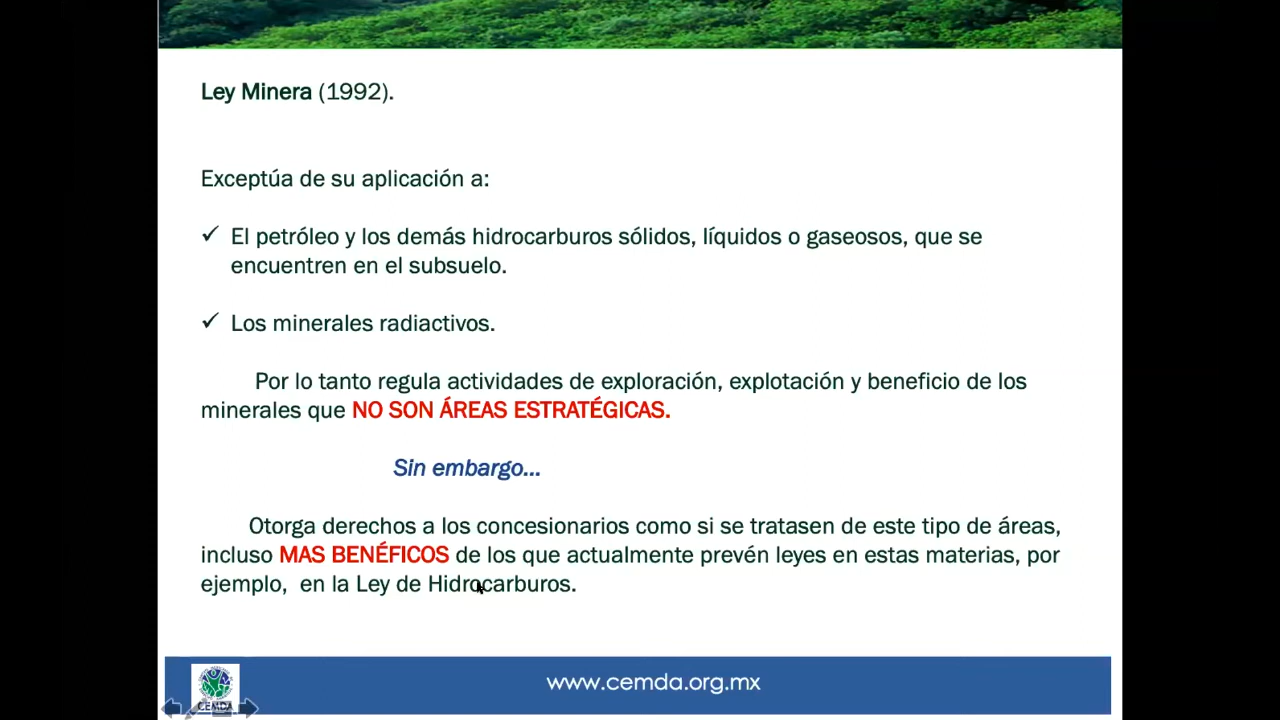 Ley Minera (1992).
Exceptúa de su aplicación a:
✓ El petróleo y los demás hidrocarburos sólidos, líquidos o gaseosos, que se
encuentren en el subsuelo.
✓ Los minerales radiactivos.
Por lo tanto regula actividades de exploración, explotación y beneficio de los
minerales que NO SON ÁREAS ESTRATÉGICAS.
Sin embargo...
Otorga derechos a los concesionarios como si se tratasen de este tipo de áreas,
incluso MAS BENÉFICOS de los que actualmente prevén leyes en estas materias, por
ejemplo, en la Ley de Hidrocarburos.
www.cemda.org.mx
CEMDA